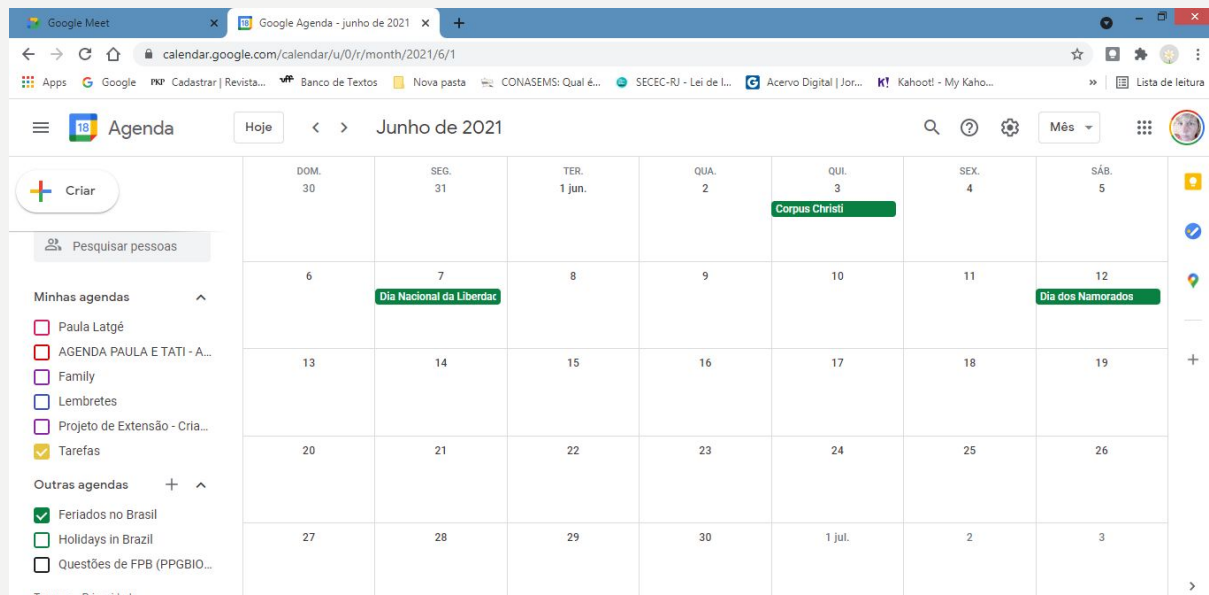 Google Meet
Google Agenda - junho de 2021
calendar.google.com/calendar/u/0/r/month/2021/6/1
Apps Google PKP Cadastrar | Revista... uff Banco de Textos Nova pasta CONASEMS: Qual é... SECEC-RJ - Lei de I... Acervo Digital | Jor... K! Kahoot! - My Kaho... » Lista de leitura
18 Agenda Hoje Junho de 2021 Mês
Criar
Pesquisar pessoas
Minhas agendas
Paula Latgé
AGENDA PAULA E TATI - A...
Family
Lembretes
Projeto de Extensão - Cria...
Tarefas
Outras agendas
Feriados no Brasil
Holidays in Brazil
Questões de FPB (PPGBIO...
DOM. SEG. TER. QUA. QUI. SEX. SÁB.
30 31 1 jun. 2 3 4 5
Corpus Christi
6 7 8 9 10 11 12
Dia Nacional da Liberdac Dia dos Namorados
13 14 15 16 17 18 19
20 21 22 23 24 25 26
27 28 29 30 1 jul. 2 3